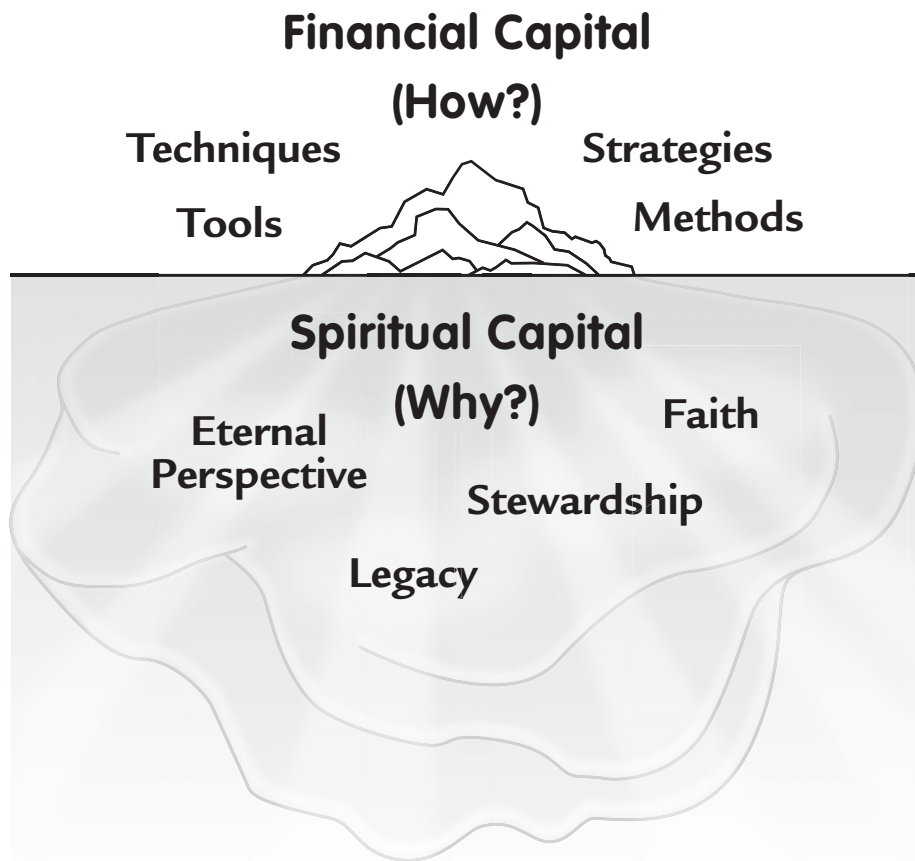 Financial Capital
(How?)
Techniques
Strategies
Tools
Methods
Spiritual Capital
(Why?)
Faith
Eternal
Perspective
Stewardship
Legacy